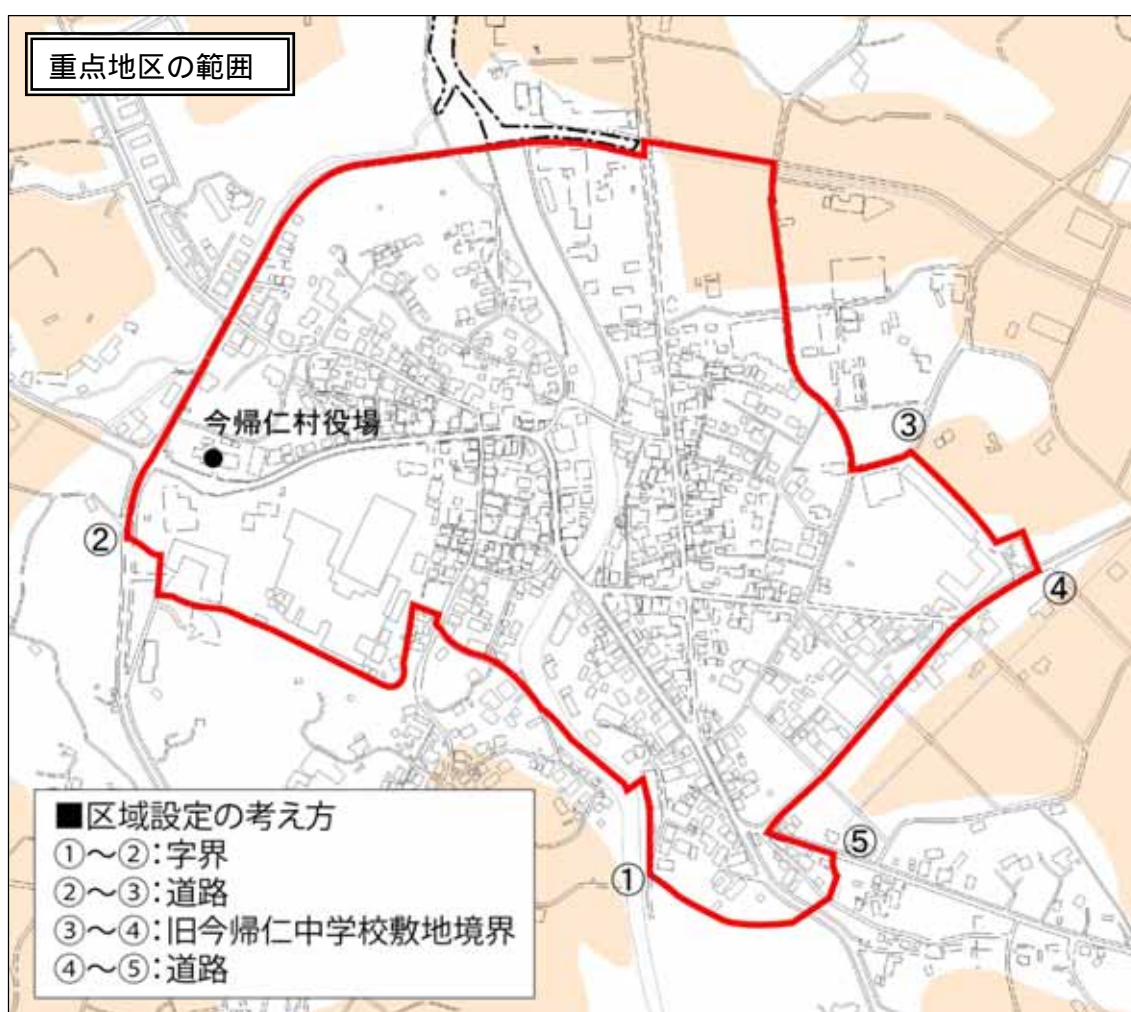 重点地区の範囲
今帰仁村役場
③
②
④
⑤
①
■区域設定の考え方
①～②：字界
②～③：道路
③～④：旧今帰仁中学校敷地境界
④～⑤：道路